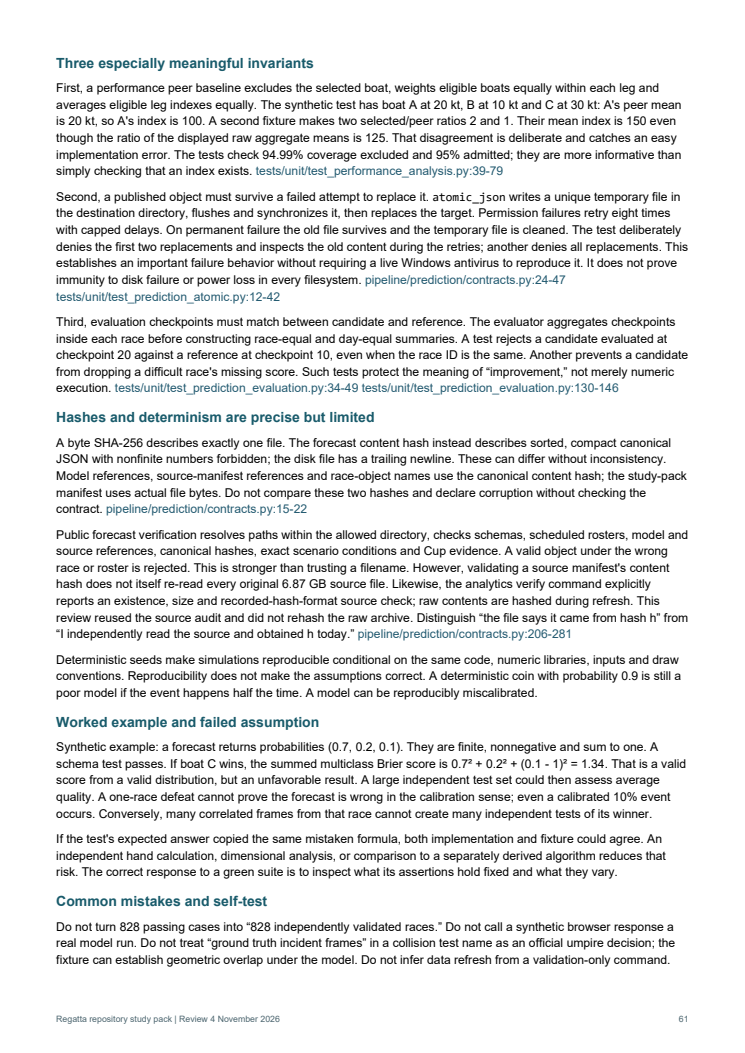 Three especially meaningful invariants
First, a performance peer baseline excludes the selected boat, weights eligible boats equally within each leg and
averages eligible leg indexes equally. The synthetic test has boat A at 20 kt, B at 10 kt and C at 30 kt: A's peer mean
is 20 kt, so A's index is 100. A second fixture makes two selected/peer ratios 2 and 1. Their mean index is 150 even
though the ratio of the displayed raw aggregate means is 125. That disagreement is deliberate and catches an easy
implementation error. The tests check 94.99% coverage excluded and 95% admitted; they are more informative than
simply checking that an index exists. tests/unit/test_performance_analysis.py:39-79
Second, a published object must survive a failed attempt to replace it. atomic_json writes a unique temporary file in
the destination directory, flushes and synchronizes it, then replaces the target. Permission failures retry eight times
with capped delays. On permanent failure the old file survives and the temporary file is cleaned. The test deliberately
denies the first two replacements and inspects the old content during the retries; another denies all replacements. This
establishes an important failure behavior without requiring a live Windows antivirus to reproduce it. It does not prove
immunity to disk failure or power loss in every filesystem. pipeline/prediction/contracts.py:24-47
tests/unit/test_prediction_atomic.py:12-42
Third, evaluation checkpoints must match between candidate and reference. The evaluator aggregates checkpoints
inside each race before constructing race-equal and day-equal summaries. A test rejects a candidate evaluated at
checkpoint 20 against a reference at checkpoint 10, even when the race ID is the same. Another prevents a candidate
from dropping a difficult race's missing score. Such tests protect the meaning of “improvement,” not merely numeric
execution. tests/unit/test_prediction_evaluation.py:34-49 tests/unit/test_prediction_evaluation.py:130-146
Hashes and determinism are precise but limited
A byte SHA-256 describes exactly one file. The forecast content hash instead describes sorted, compact canonical
JSON with nonfinite numbers forbidden; the disk file has a trailing newline. These can differ without inconsistency.
Model references, source-manifest references and race-object names use the canonical content hash; the study-pack
manifest uses actual file bytes. Do not compare these two hashes and declare corruption without checking the
contract. pipeline/prediction/contracts.py:15-22
Public forecast verification resolves paths within the allowed directory, checks schemas, scheduled rosters, model and
source references, canonical hashes, exact scenario conditions and Cup evidence. A valid object under the wrong
race or roster is rejected. This is stronger than trusting a filename. However, validating a source manifest's content
hash does not itself re-read every original 6.87 GB source file. Likewise, the analytics verify command explicitly
reports an existence, size and recorded-hash-format source check; raw contents are hashed during refresh. This
review reused the source audit and did not rehash the raw archive. Distinguish “the file says it came from hash h” from
“I independently read the source and obtained h today.” pipeline/prediction/contracts.py:206-281
Deterministic seeds make simulations reproducible conditional on the same code, numeric libraries, inputs and draw
conventions. Reproducibility does not make the assumptions correct. A deterministic coin with probability 0.9 is still a
poor model if the event happens half the time. A model can be reproducibly miscalibrated.
Worked example and failed assumption
Synthetic example: a forecast returns probabilities (0.7, 0.2, 0.1). They are finite, nonnegative and sum to one. A
schema test passes. If boat C wins, the summed multiclass Brier score is 0.7² + 0.2² + (0.1 - 1)² = 1.34. That is a valid
score from a valid distribution, but an unfavorable result. A large independent test set could then assess average
quality. A one-race defeat cannot prove the forecast is wrong in the calibration sense; even a calibrated 10% event
occurs. Conversely, many correlated frames from that race cannot create many independent tests of its winner.
If the test's expected answer copied the same mistaken formula, both implementation and fixture could agree. An
independent hand calculation, dimensional analysis, or comparison to a separately derived algorithm reduces that
risk. The correct response to a green suite is to inspect what its assertions hold fixed and what they vary.
Common mistakes and self-test
Do not turn 828 passing cases into “828 independently validated races.” Do not call a synthetic browser response a
real model run. Do not treat “ground truth incident frames” in a collision test name as an official umpire decision; the
fixture can establish geometric overlap under the model. Do not infer data refresh from a validation-only command.
Regatta repository study pack | Review 4 November 2026
61